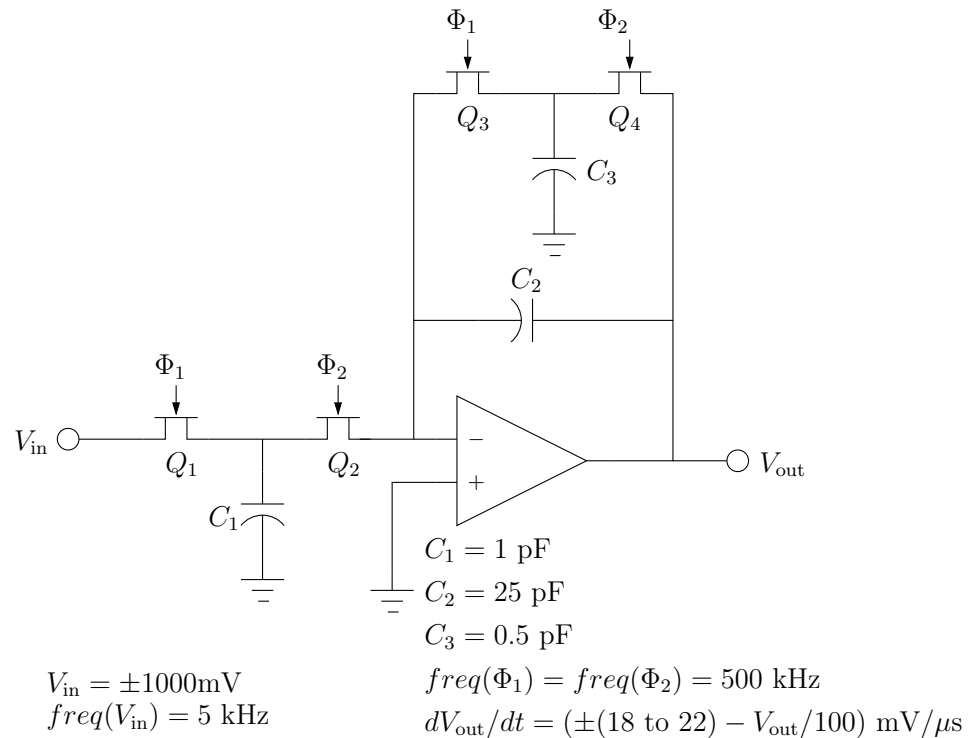 Φ1 Φ2
Q3 Q4
C3
C2
Φ1 Φ2
Vin Q1 Q2 − Vout
+
C1
C1 = 1 pF
C2 = 25 pF
C3 = 0.5 pF
Vin = ±1000mV
freq(Vin) = 5 kHz
freq(Φ1) = freq(Φ2) = 500 kHz
dVout/dt = (±(18 to 22) − Vout/100) mV/μs